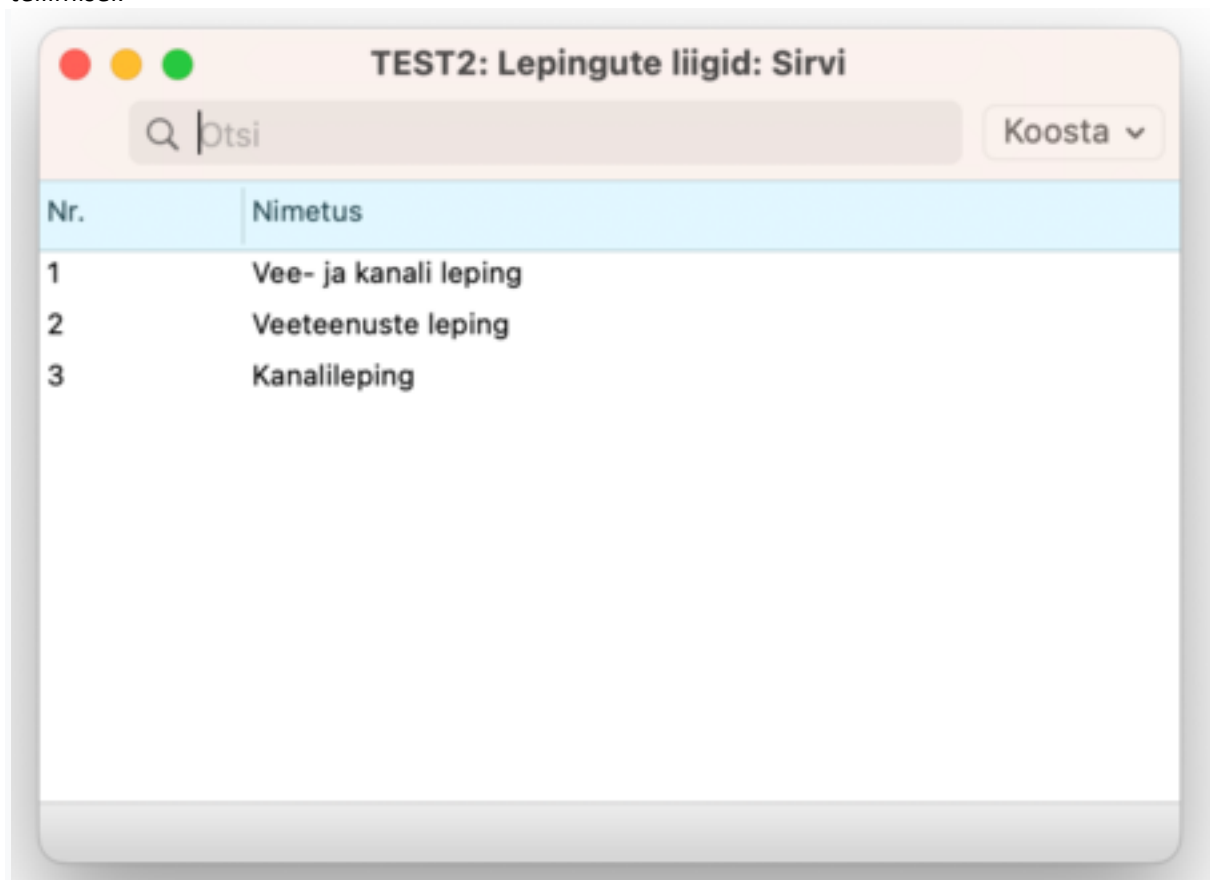 TEST2: Lepingute liigid: Sirvi
Otsi Koosta
Nr. Nimetus
1 Vee- ja kanali leping
2 Veeteenuste leping
3 Kanalileping